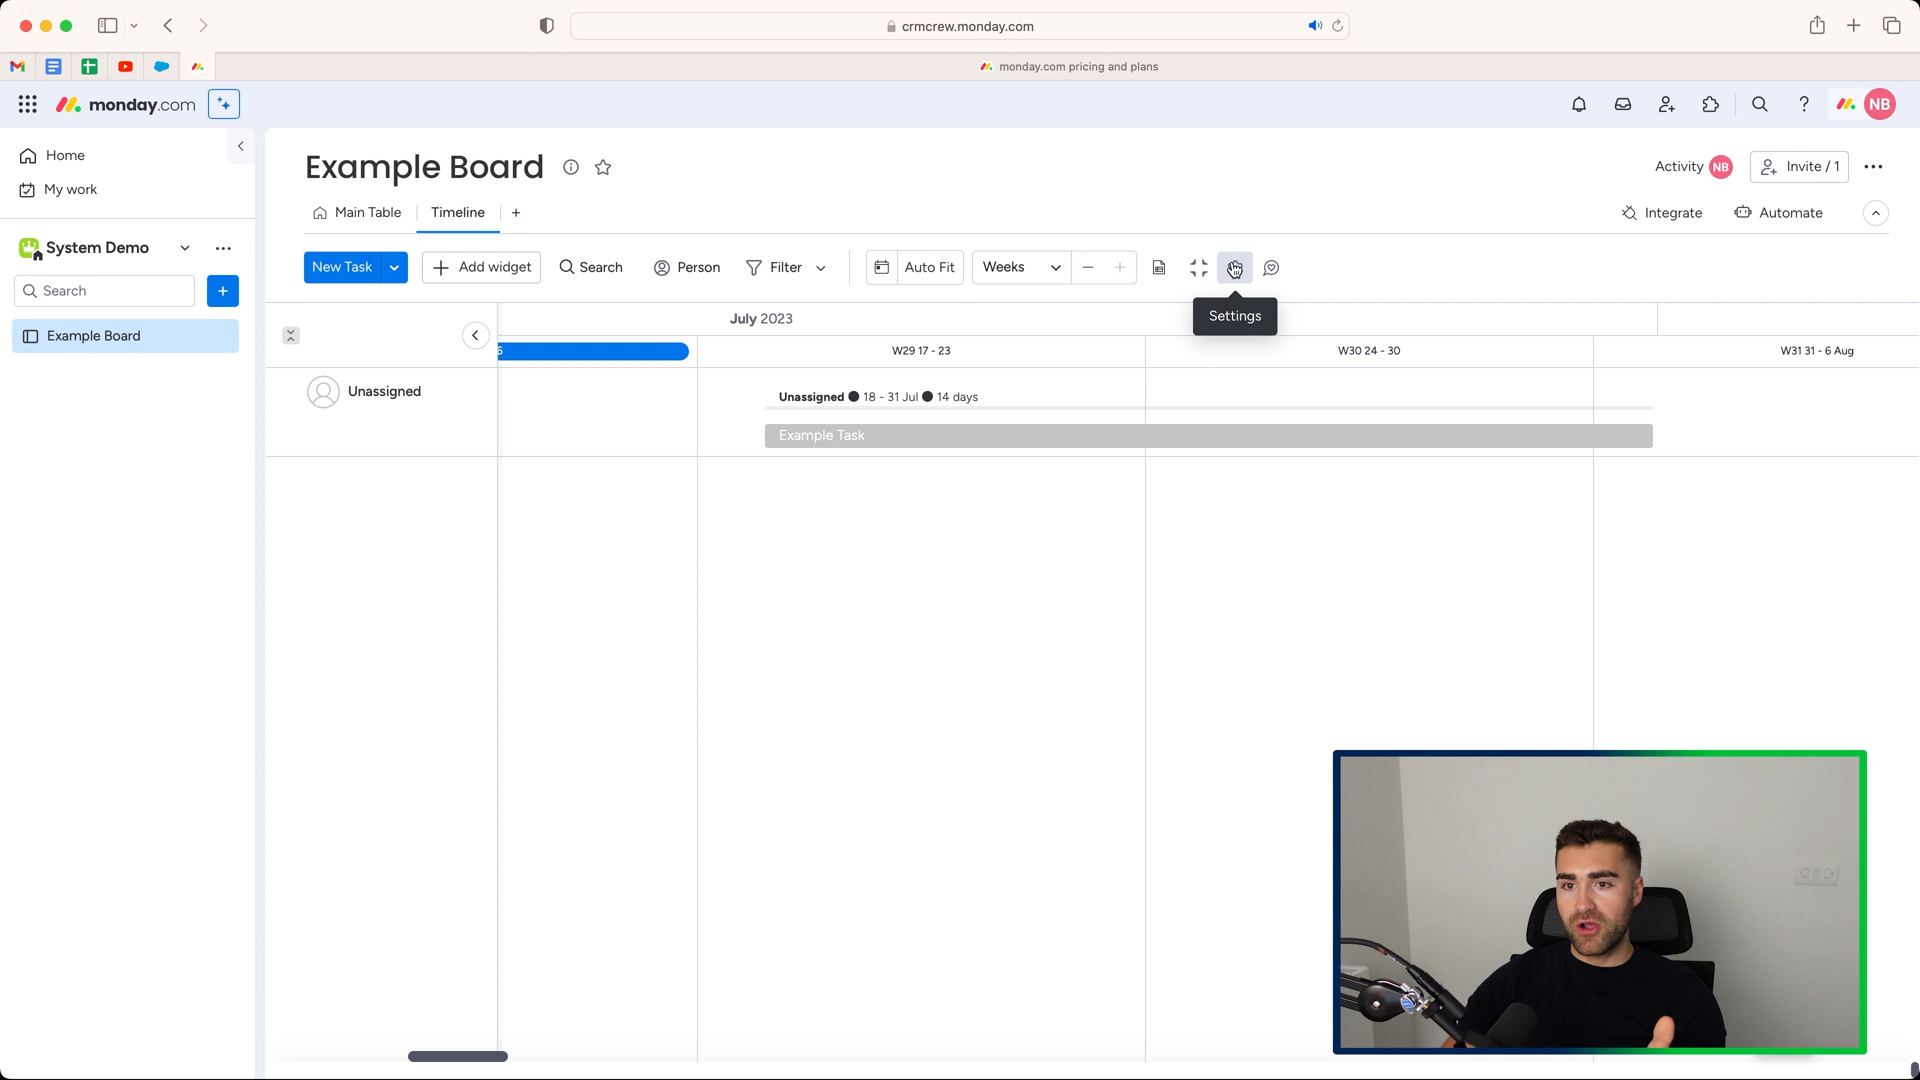 crmcrew.monday.com
monday.com pricing and plans
monday.com
NB
Home
My work
System Demo
Search
Example Board
Example Board
Activity NB
Invite / 1
Main Table
Timeline
Integrate
Automate
New Task
Add widget
Search
Person
Filter
Auto Fit
Weeks
Settings
July 2023
6
W29 17 - 23
W30 24 - 30
W31 31 - 6 Aug
Unassigned
Unassigned ● 18 - 31 Jul ● 14 days
Example Task